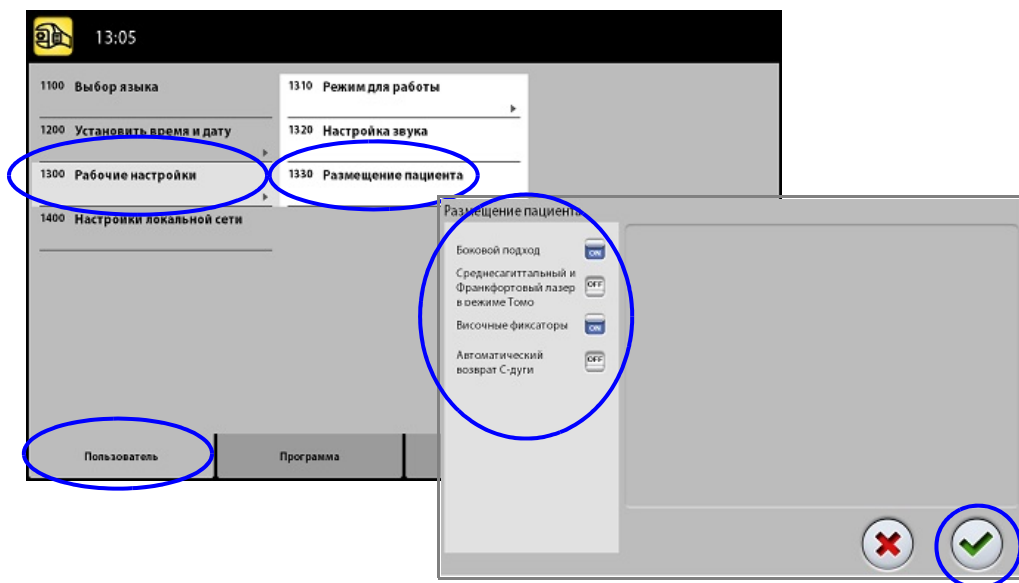 13:05
1100 Выбор языка
1200 Установить время и дату
1300 Рабочие настройки
1400 Настройки локальной сети
1310 Режим для работы
1320 Настройка звука
1330 Размещение пациента
Размещение пациента
Боковой подход
ON
Среднесагиттальный и
Франкфортовый лазер
в режиме Томо
OFF
Височные фиксаторы
ON
Автоматический
возврат С-дуги
OFF
Пользователь
Программа